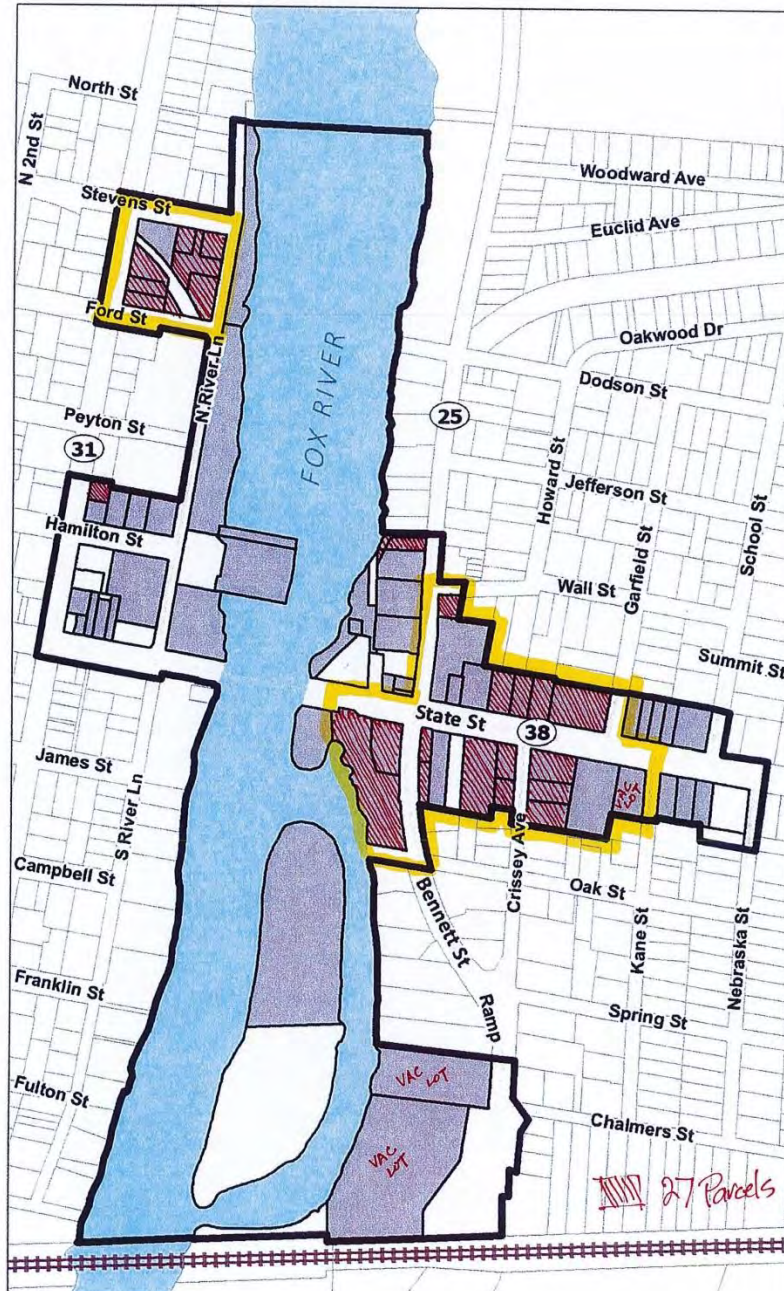 North St
N 2nd St
Stevens St
Ford St
N River Ln
Peyton St
31
Hamilton St
FOX RIVER
Woodward Ave
Euclid Ave
Oakwood Dr
Dodson St
25
Howard St
Jefferson St
Garfield St
School St
Wall St
Summit St
State St
38
VAC
LOT
James St
S River Ln
Campbell St
Franklin St
Fulton St
Crissey Ave
Bennett St
Oak St
Kane St
Nebraska St
Ramp
Spring St
Chalmers St
VAC
LOT
VAC
LOT
27 Parcels